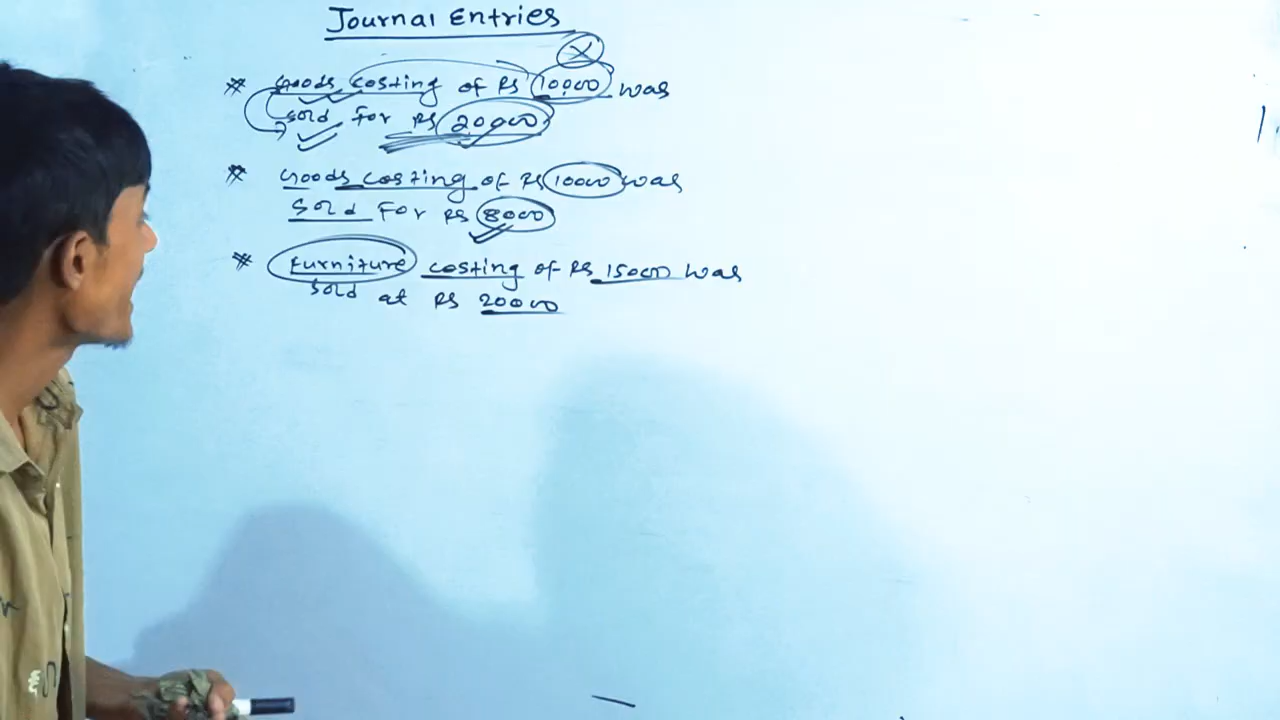 Journal Entries
* Goods costing of Rs 10000 was
sold for Rs 20000
* Goods costing of Rs 10000 was
sold for Rs 8000
* Furniture costing of Rs 15000 was
sold at Rs 20000